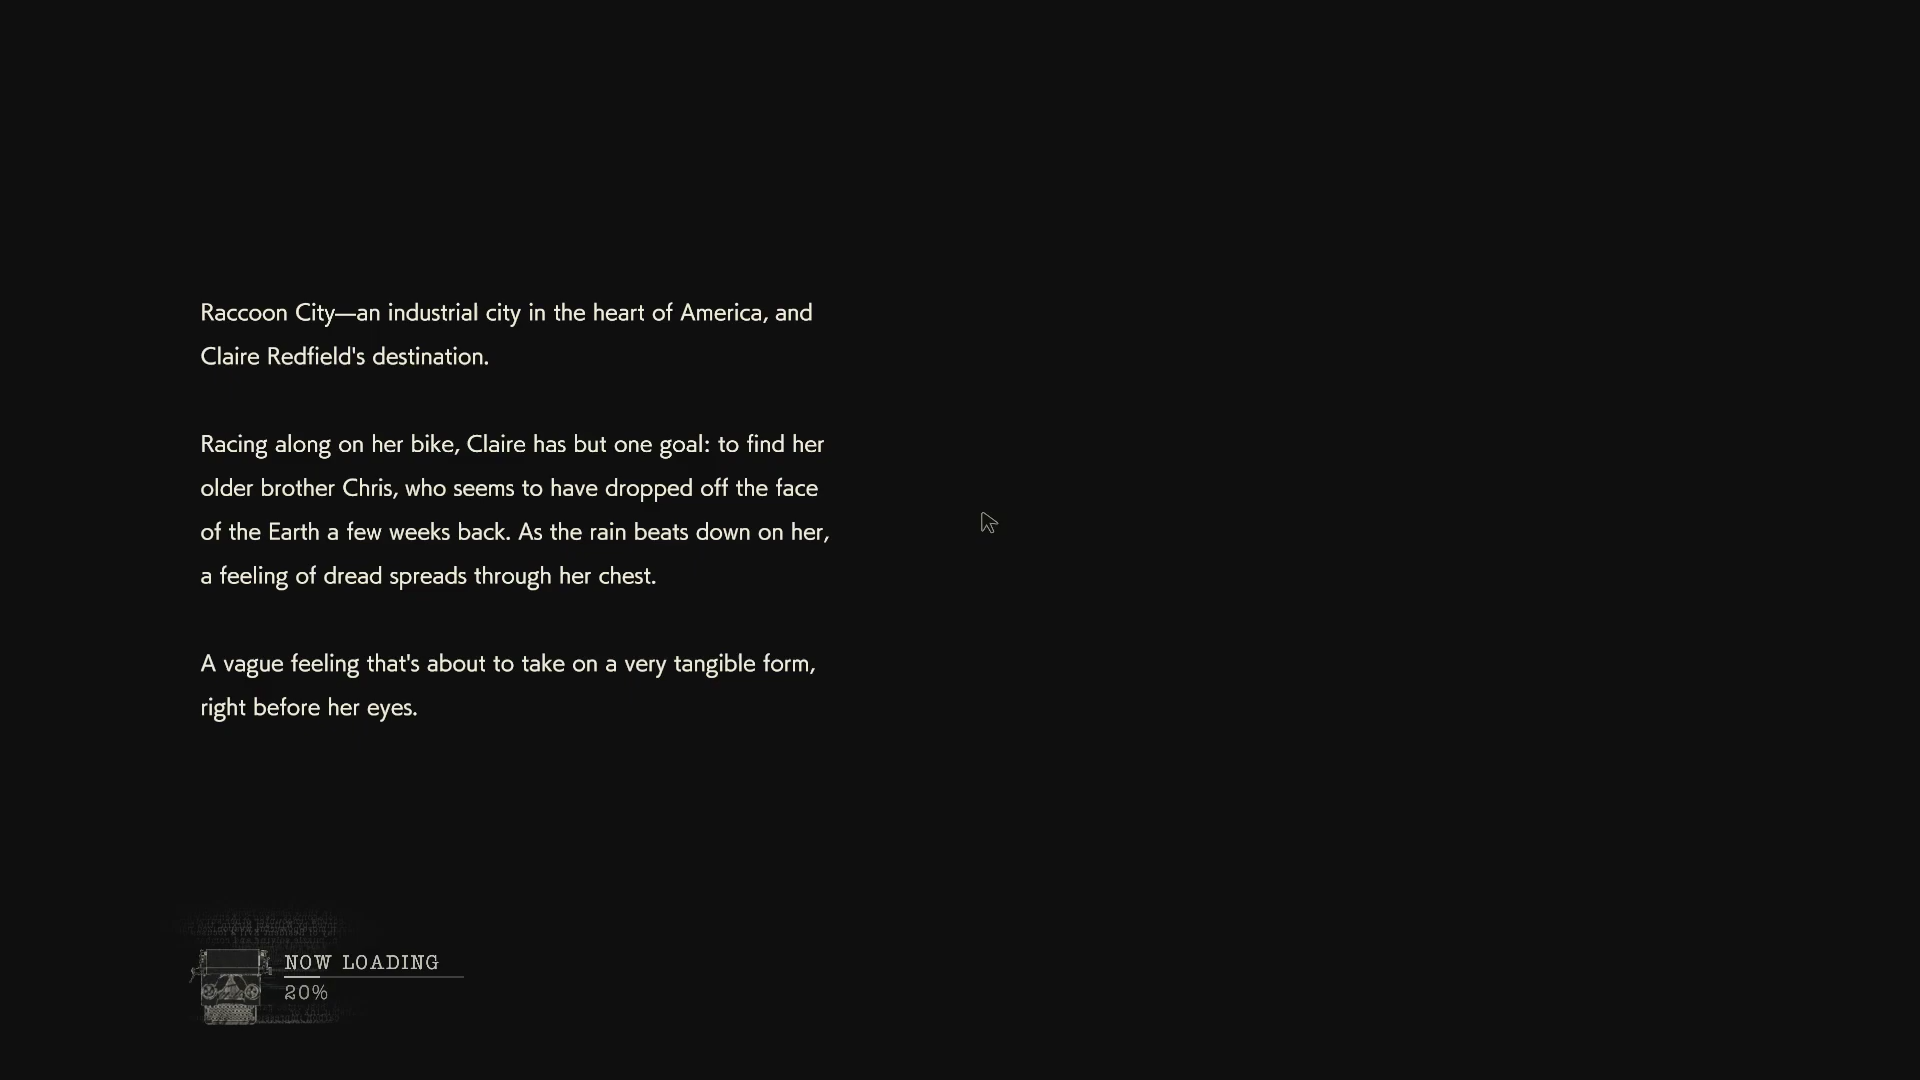 Raccoon City—an industrial city in the heart of America, and
Claire Redfield's destination.
Racing along on her bike, Claire has but one goal: to find her
older brother Chris, who seems to have dropped off the face
of the Earth a few weeks back. As the rain beats down on her,
a feeling of dread spreads through her chest.
A vague feeling that's about to take on a very tangible form,
right before her eyes.
NOW LOADING
20%